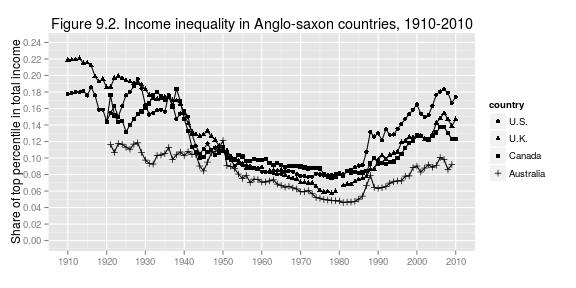 Figure 9.2. Income inequality in Anglo-saxon countries, 1910-2010
Share of top percentile in total income
0.24
0.22
0.20
0.18
0.16
0.14
0.12
0.10
0.08
0.06
0.04
0.02
0.00
1910 1920 1930 1940 1950 1960 1970 1980 1990 2000 2010
country
U.S.
U.K.
Canada
Australia